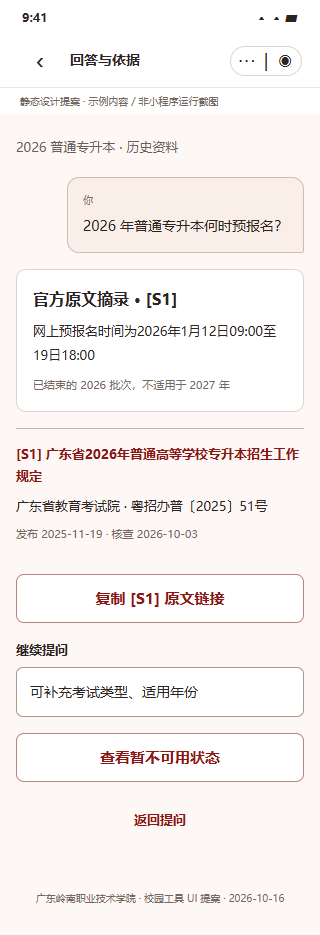 9:41
回答与依据
静态设计提案 · 示例内容 / 非小程序运行截图
2026 普通专升本 · 历史资料
你
2026 年普通专升本何时预报名？
官方原文摘录 • [S1]
网上预报名时间为2026年1月12日09:00至
19日18:00
已结束的 2026 批次，不适用于 2027 年
[S1] 广东省2026年普通高等学校专升本招生工作
规定
广东省教育考试院 · 粤招办普〔2025〕51号
发布 2025-11-19 · 核查 2026-10-03
复制 [S1] 原文链接
继续提问
可补充考试类型、适用年份
查看暂不可用状态
返回提问
广东岭南职业技术学院 · 校园工具 UI 提案 · 2026-10-16